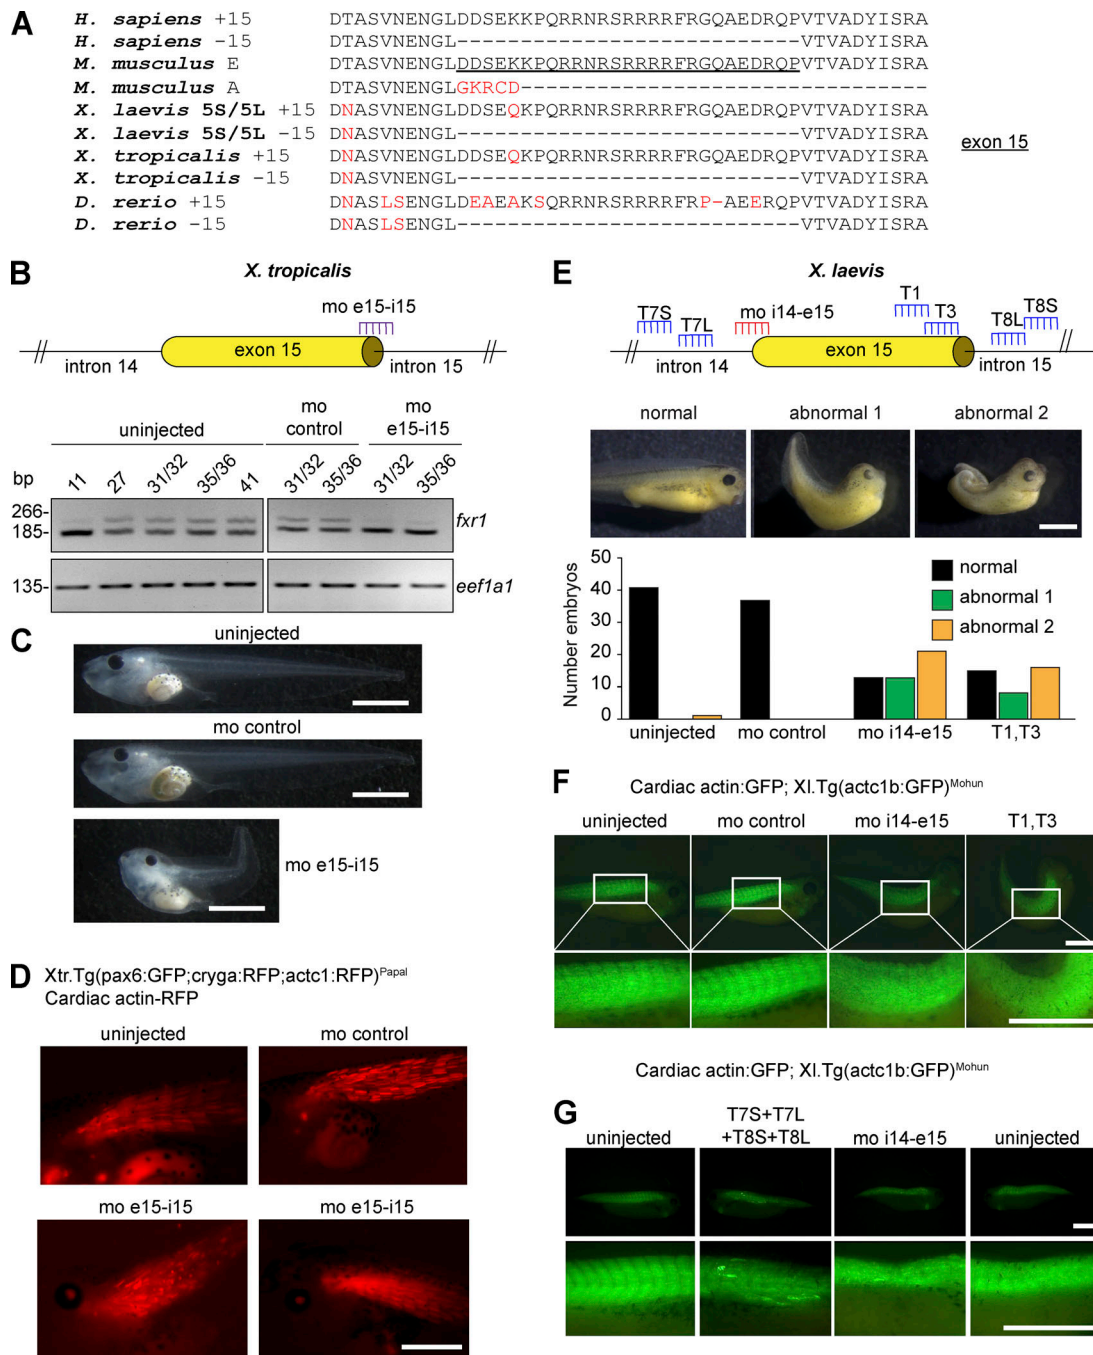 A
H. sapiens +15 DTASVNENGLDDSEKKPQRRNRSRRRRFRGQAEDRQPVTVADYISRA
H. sapiens -15 DTASVNENGL---------------------------VTVADYISRA
M. musculus E DTASVNENGLDDSEKKPQRRNRSRRRRFRGQAEDRQPVTVADYISRA
M. musculus A DTASVNENGLGKRCD--------------------------------
X. laevis 5S/5L +15 DNASVNENGLDDSEQKPQRRNRSRRRRFRGQAEDRQPVTVADYISRA
X. laevis 5S/5L -15 DNASVNENGL---------------------------VTVADYISRA
X. tropicalis +15 DNASVNENGLDDSEQKPQRRNRSRRRRFRGQAEDRQPVTVADYISRA
X. tropicalis -15 DNASVNENGL---------------------------VTVADYISRA
D. rerio +15 DNASLSENGLDEAEAKSQRRNRSRRRRFRP-AEERQPVTVADYISRA
D. rerio -15 DNASLSENGL---------------------------VTVADYISRA
exon 15
B
X. tropicalis
mo e15-i15
exon 15
intron 14
intron 15
uninjected
mo control
mo e15-i15
bp
11 27 31/32 35/36 41 31/32 35/36 31/32 35/36
266-
185-
fxr1
135-
eef1a1
C
uninjected
mo control
mo e15-i15
D
Xtr.Tg(pax6:GFP;cryga:RFP;actc1:RFP)Papal
Cardiac actin-RFP
uninjected
mo control
mo e15-i15
mo e15-i15
E
X. laevis
T7S
T7L
mo i14-e15
T1
T3
T8L
T8S
exon 15
intron 14
intron 15
normal
abnormal 1
abnormal 2
Number embryos
50
40
30
20
10
0
normal
abnormal 1
abnormal 2
uninjected
mo control
mo i14-e15
T1,T3
F
Cardiac actin:GFP; Xl.Tg(actc1b:GFP)Mohun
uninjected
mo control
mo i14-e15
T1,T3
G
Cardiac actin:GFP; Xl.Tg(actc1b:GFP)Mohun
uninjected
T7S+T7L
+T8S+T8L
mo i14-e15
uninjected